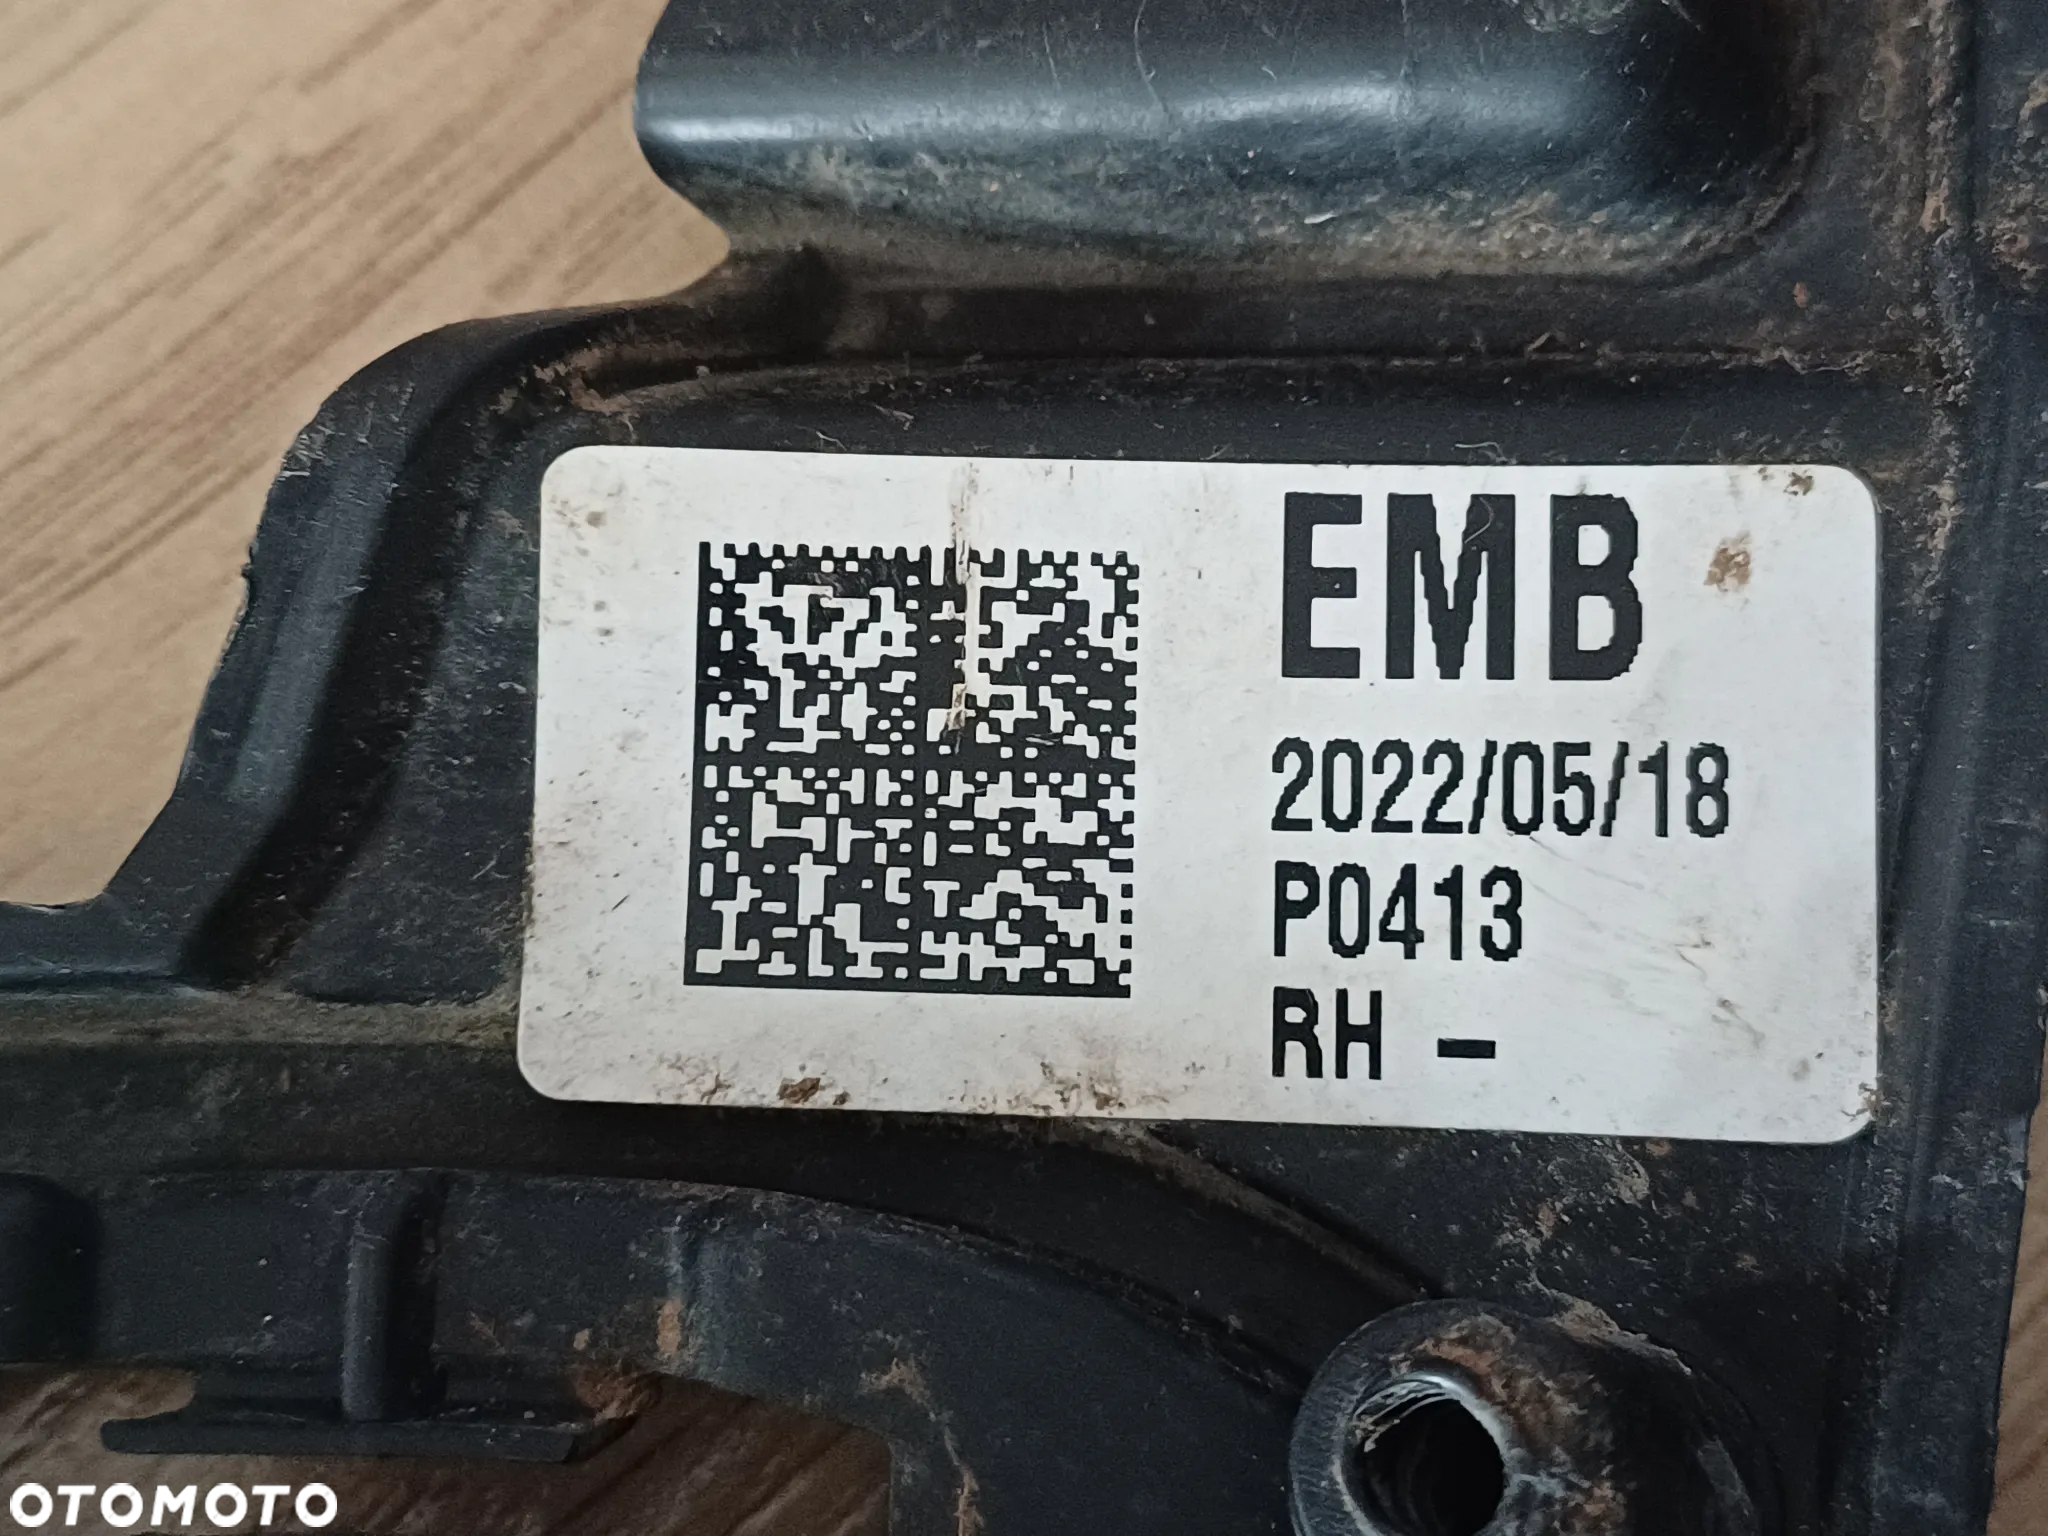 EMB
2022/05/18
P0413
RH -
OTOMOTO